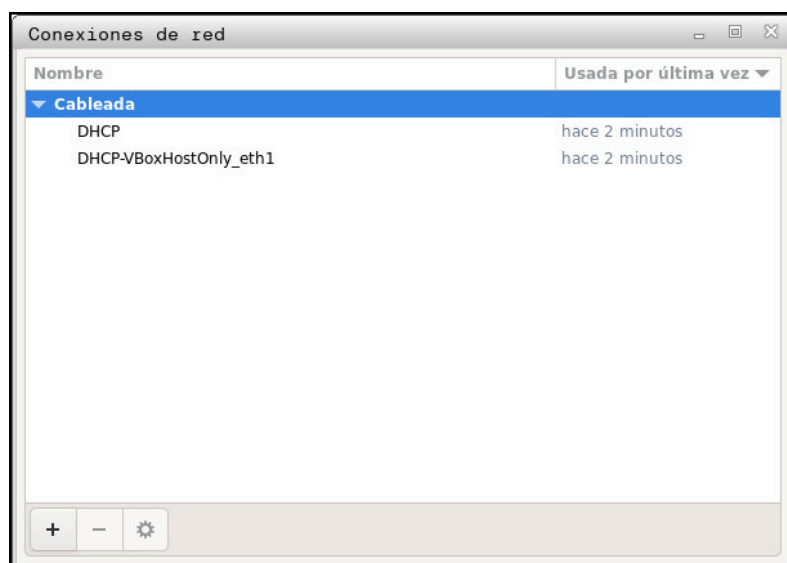 Conexiones de red
Nombre Usada por última vez
Cableada
DHCP hace 2 minutos
DHCP-VBoxHostOnly_eth1 hace 2 minutos